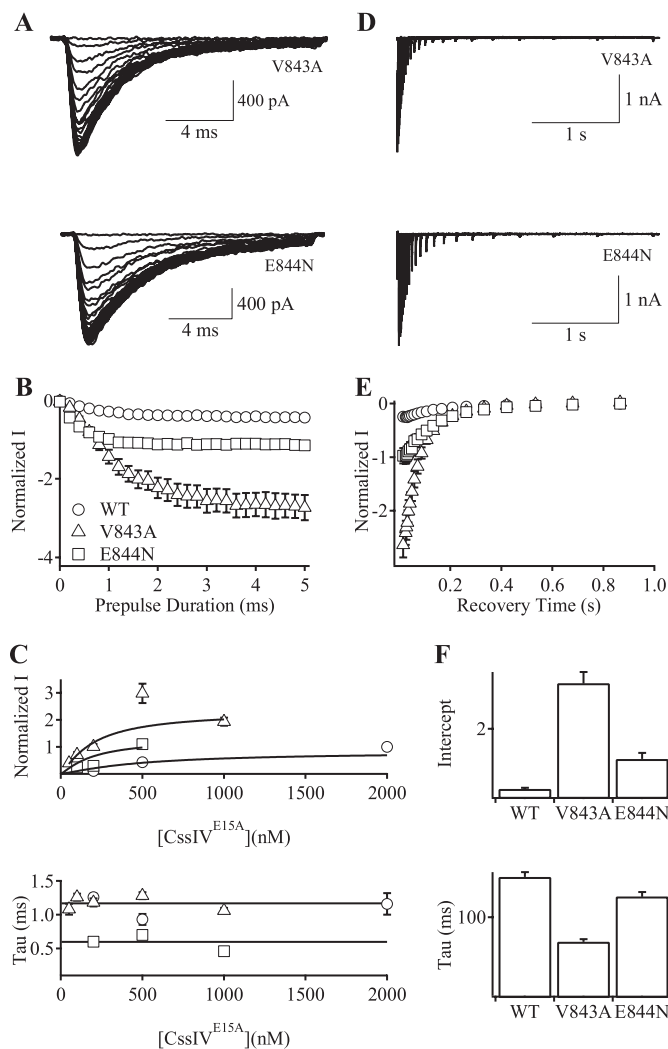 A
V843A
400 pA
4 ms
E844N
400 pA
4 ms
D
V843A
1 nA
1 s
E844N
1 nA
1 s
B
Normalized I
0
-2
-4
WT
V843A
E844N
0 1 2 3 4 5
Prepulse Duration (ms)
E
Normalized I
0
-1
-2
0.2 0.4 0.6 0.8 1.0
Recovery Time (s)
C
Normalized I
3
2
1
0 500 1000 1500 2000
[CssIV^E15A](nM)
Tau (ms)
1.5
1.0
0.5
0 500 1000 1500 2000
[CssIV^E15A](nM)
F
Intercept
2
WT V843A E844N
Tau (ms)
100
WT V843A E844N